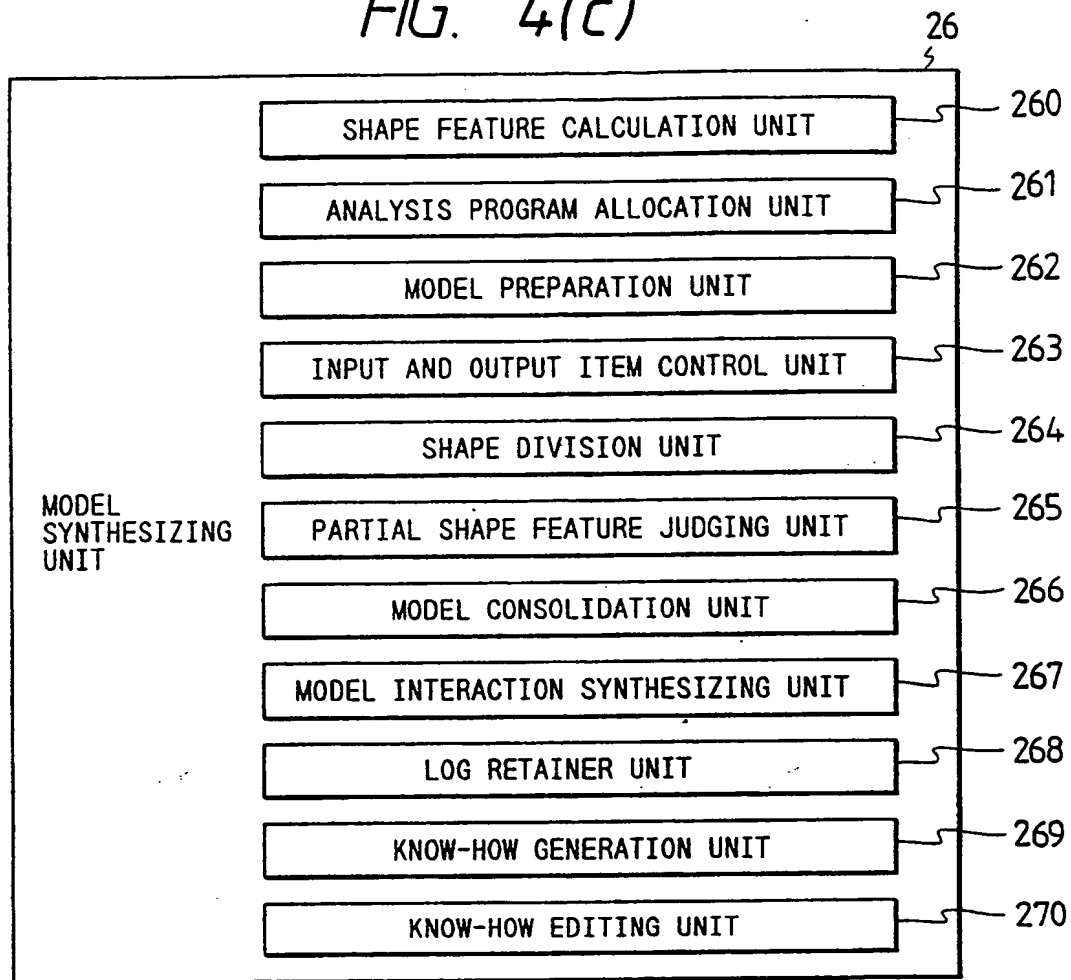 FIG. 4(C)
26
SHAPE FEATURE CALCULATION UNIT
260
ANALYSIS PROGRAM ALLOCATION UNIT
261
MODEL PREPARATION UNIT
262
INPUT AND OUTPUT ITEM CONTROL UNIT
263
SHAPE DIVISION UNIT
264
MODEL
SYNTHESIZING
UNIT
PARTIAL SHAPE FEATURE JUDGING UNIT
265
MODEL CONSOLIDATION UNIT
266
MODEL INTERACTION SYNTHESIZING UNIT
267
LOG RETAINER UNIT
268
KNOW-HOW GENERATION UNIT
269
KNOW-HOW EDITING UNIT
270